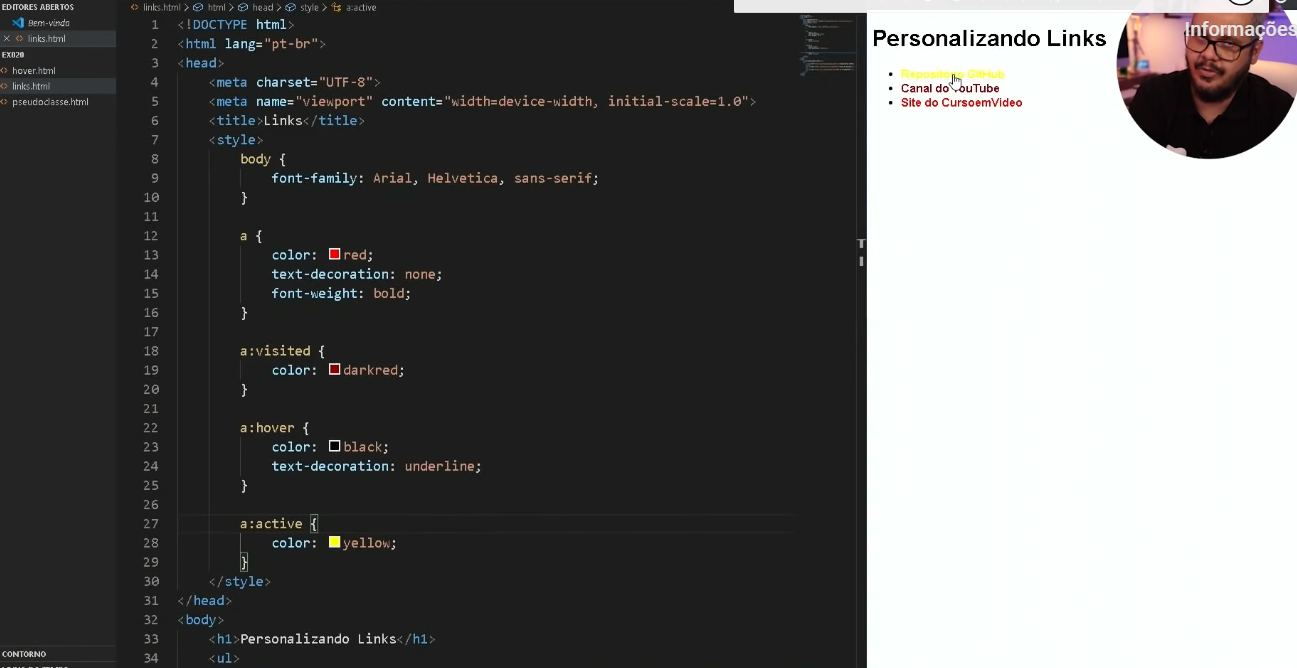 EDITORES ABERTOS
Bem-vindo
links.html
EX020
hover.html
links.html
pseudoclasse.html
CONTORNO
links.html > html > head > style > a:active
1 <!DOCTYPE html>
2 <html lang="pt-br">
3 <head>
4 <meta charset="UTF-8">
5 <meta name="viewport" content="width=device-width, initial-scale=1.0">
6 <title>Links</title>
7 <style>
8 body {
9 font-family: Arial, Helvetica, sans-serif;
10 }
11
12 a {
13 color: red;
14 text-decoration: none;
15 font-weight: bold;
16 }
17
18 a:visited {
19 color: darkred;
20 }
21
22 a:hover {
23 color: black;
24 text-decoration: underline;
25 }
26
27 a:active {
28 color: yellow;
29 }
30 </style>
31 </head>
32 <body>
33 <h1>Personalizando Links</h1>
34 <ul>
Informações
Personalizando Links
Repositório GitHub
Canal do YouTube
Site do CursoemVideo